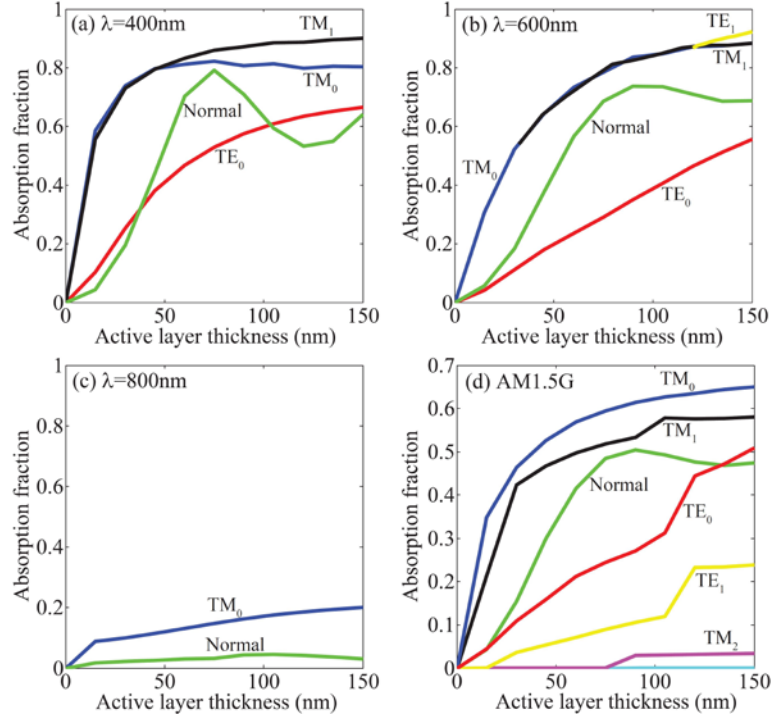 (a) λ=400nm
TM₁
TM₀
Normal
TE₀
Absorption fraction
1
0.8
0.6
0.4
0.2
0
0 50 100 150
Active layer thickness (nm)
(b) λ=600nm
TE₁
TM₁
Normal
TM₀
TE₀
Absorption fraction
1
0.8
0.6
0.4
0.2
0
0 50 100 150
Active layer thickness (nm)
(c) λ=800nm
TM₀
Normal
Absorption fraction
1
0.8
0.6
0.4
0.2
0
0 50 100 150
Active layer thickness (nm)
(d) AM1.5G
TM₀
TM₁
Normal
TE₀
TE₁
TM₂
Absorption fraction
0.7
0.6
0.5
0.4
0.3
0.2
0.1
0
0 50 100 150
Active layer thickness (nm)